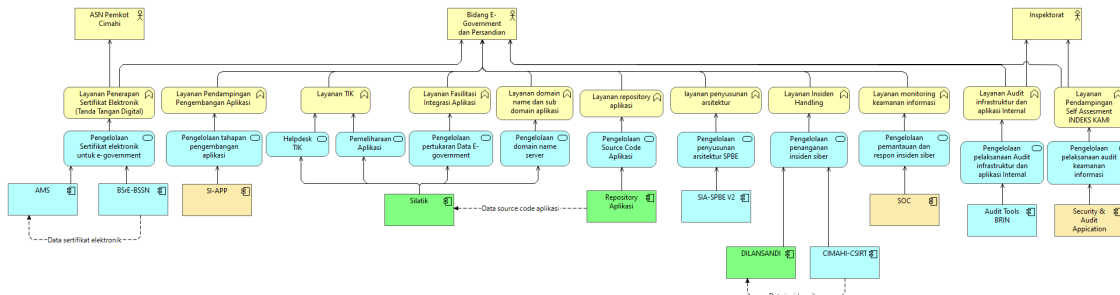 ASN Pemkot
Cimahi
Bidang E-
Government
dan Persandian
Inspektorat
Layanan Penerapan
Sertifikat Elektronik
(Tanda Tangan Digital)
Layanan Pendampingan
Pengembangan Aplikasi
Layanan TIK
Layanan Fasilitasi
Integrasi Aplikasi
Layanan domain
name dan sub
domain aplikasi
Layanan repository
aplikasi
layanan penyusunan
arsitektur
Layanan Insiden
Handling
Layanan monitoring
keamanan informasi
Layanan Audit
infrastruktur dan
aplikasi Internal
Layanan
Pendampingan
Self Assesment
INDEKS KAMI
Pengelolaan
Sertifikat elektronik
untuk e-government
Pengelolaan tahapan
pengembangan
aplikasi
Helpdesk
TIK
Pemeliharaan
Aplikasi
Pengelolaan
pertukaran Data E-
government
Pengelolaan
domain name
server
Pengelolaan
Source Code
Aplikasi
Pengelolaan
penyusunan
arsitektur SPBE
Pengelolaan
penanganan
insiden siber
Pengelolaan
pemantauan dan
respon insiden siber
Pengelolaan
pelaksanaan Audit
infrastruktur dan
aplikasi Internal
Pengelolaan
pelaksanaan audit
keamanan
informasi
AMS
BSrE-BSSN
SI-APP
Silatik
Data source code aplikasi
Repository
Aplikasi
SIA-SPBE V2
SOC
Audit Tools
BRIN
Security &
Audit
Appication
Data sertifikat elektronik
DILANSANDI
CIMAHI-CSIRT